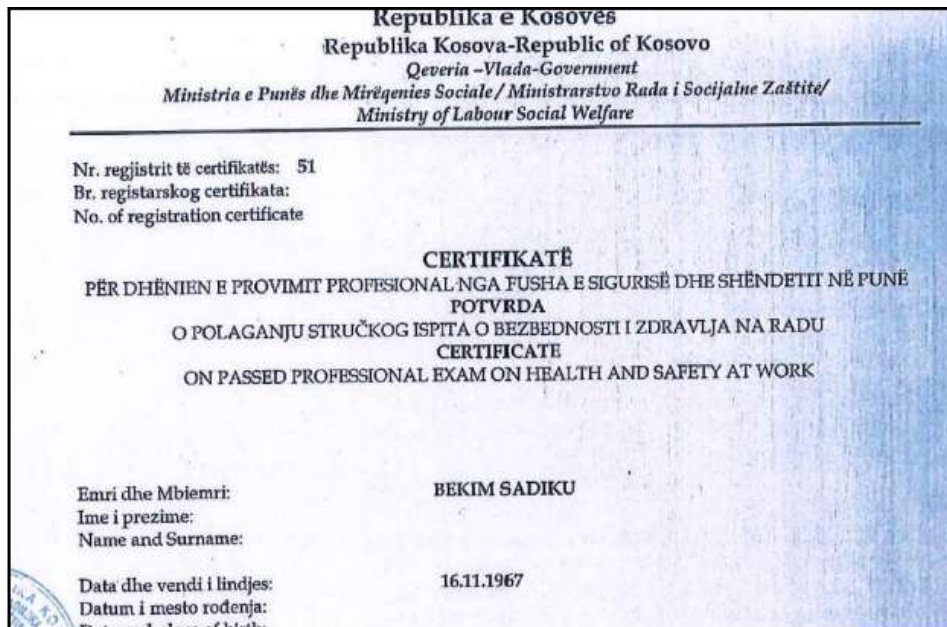 Republika e Kosovës
Republika Kosova-Republic of Kosovo
Qeveria –Vlada-Government
Ministria e Punës dhe Mirëqenies Sociale/ Ministrarstvo Rada i Socijalne Zaštite/
Ministry of Labour Social Welfare
Nr. regjistrit të certifikatës: 51
Br. registarskog certifikata:
No. of registration certificate
CERTIFIKATË
PËR DHËNIEN E PROVIMIT PROFESIONAL NGA FUSHA E SIGURISË DHE SHËNDETIT NË PUNË
POTVRDA
O POLAGANJU STRUČKOG ISPITA O BEZBEDNOSTI I ZDRAVLJA NA RADU
CERTIFICATE
ON PASSED PROFESSIONAL EXAM ON HEALTH AND SAFETY AT WORK
Emri dhe Mbiemri: BEKIM SADIKU
Ime i prezime:
Name and Surname:
Data dhe vendi i lindjes: 16.11.1967
Datum i mesto rođenja: